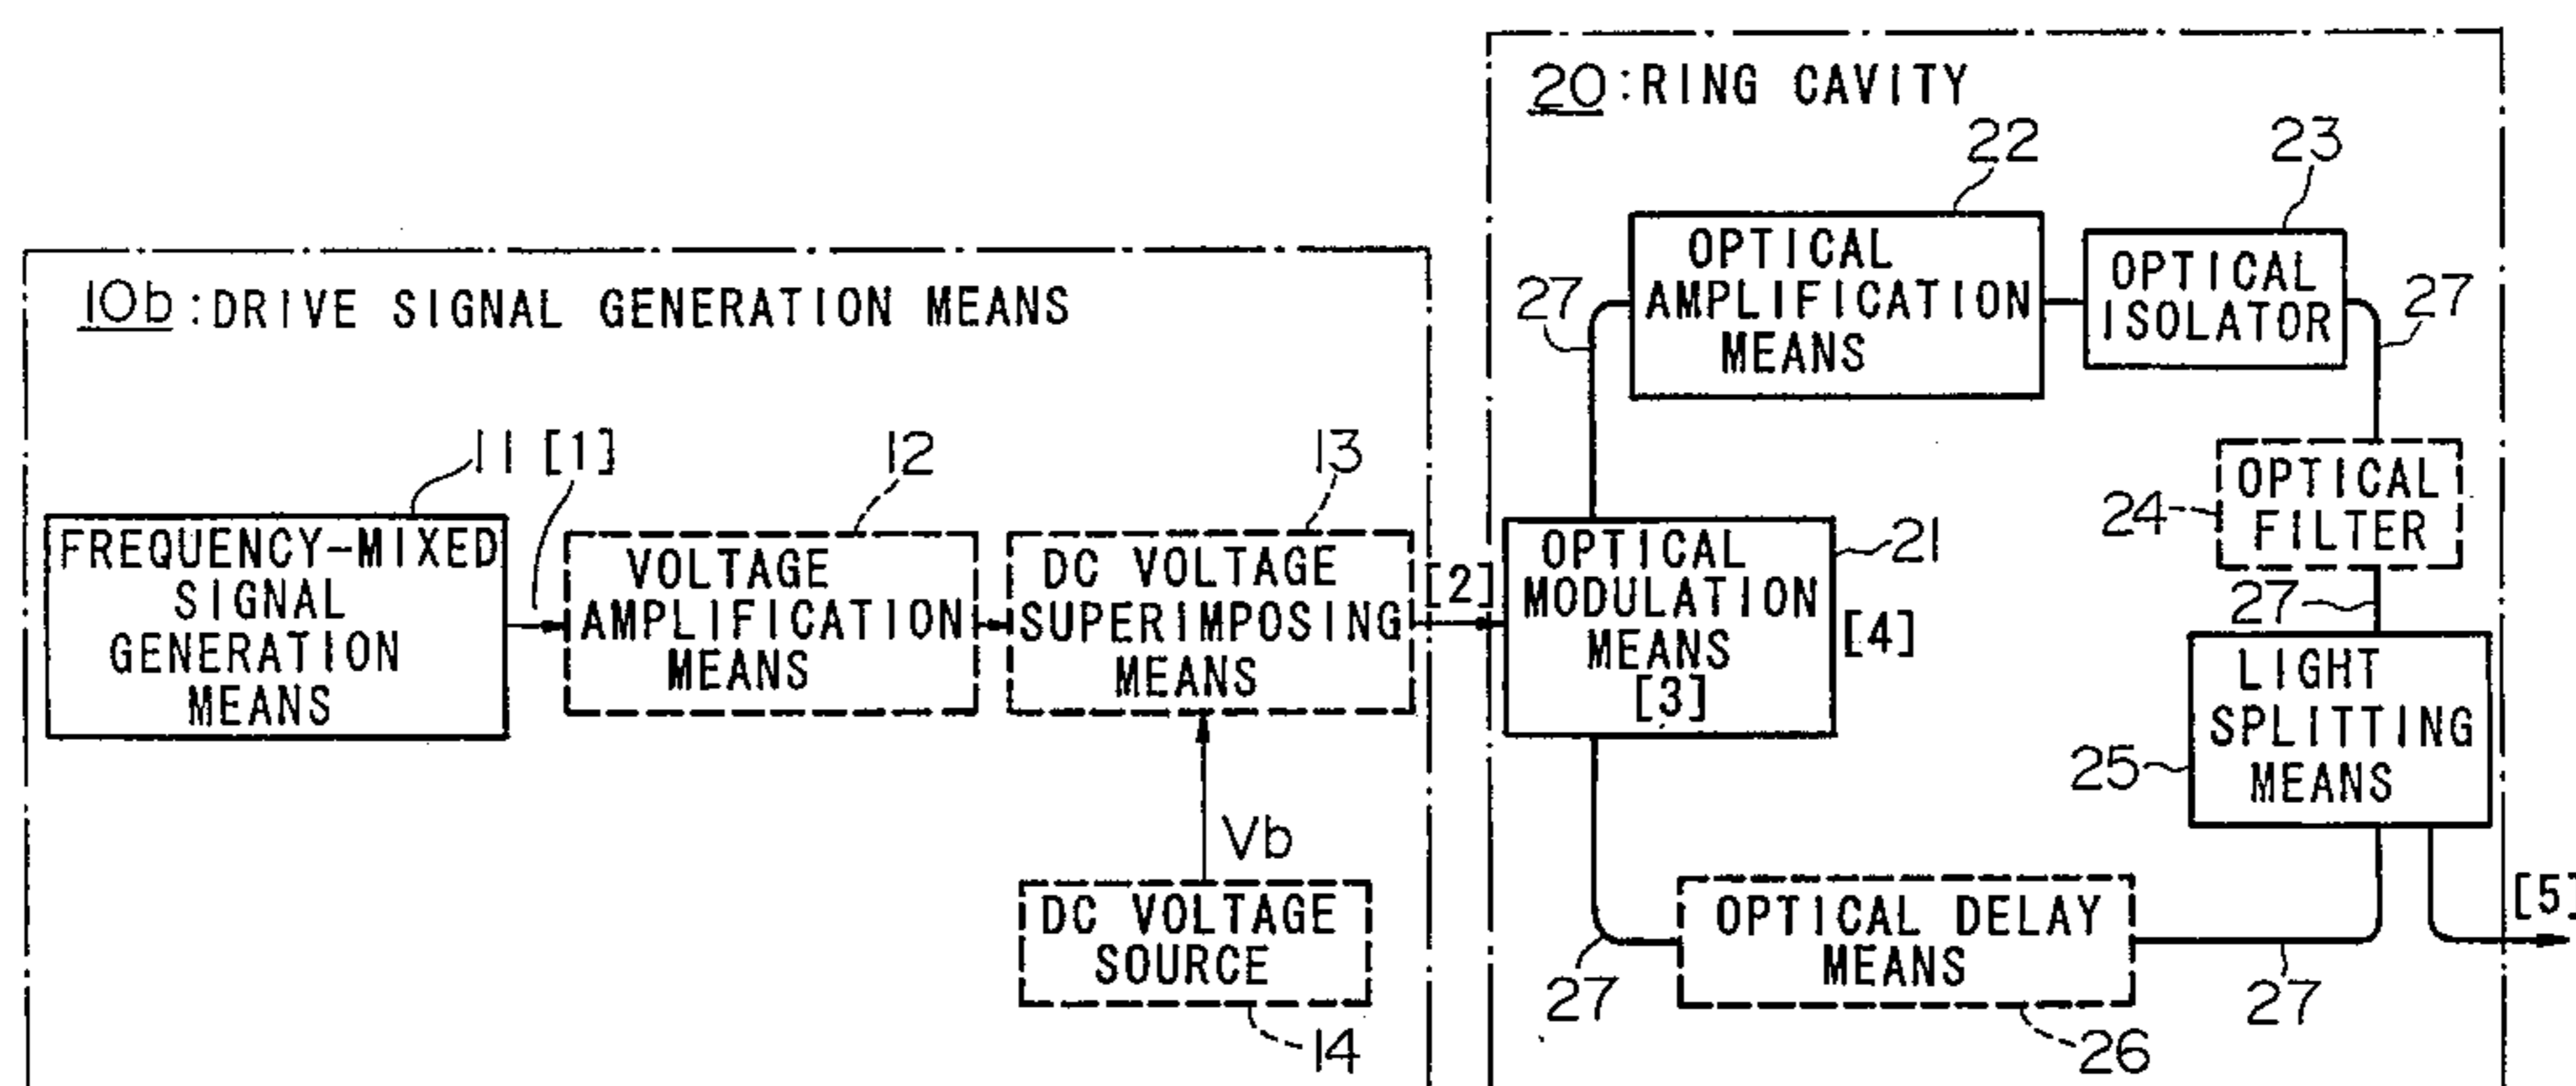 20:RING CAVITY
22
23
10b:DRIVE SIGNAL GENERATION MEANS
27
OPTICAL
AMPLIFICATION
MEANS
OPTICAL
ISOLATOR
27
11 [1]
12
13
FREQUENCY-MIXED
SIGNAL
GENERATION
MEANS
VOLTAGE
AMPLIFICATION
MEANS
DC VOLTAGE
SUPERIMPOSING
MEANS
[2]
OPTICAL
MODULATION
MEANS
[3]
21
[4]
24
OPTICAL
FILTER
27
LIGHT
SPLITTING
MEANS
25
Vb
DC VOLTAGE
SOURCE
14
27
OPTICAL DELAY
MEANS
26
27
[5]